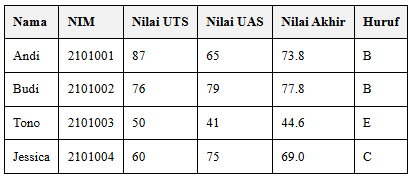 Nama NIM Nilai UTS Nilai UAS Nilai Akhir Huruf
Andi 2101001 87 65 73.8 B
Budi 2101002 76 79 77.8 B
Tono 2101003 50 41 44.6 E
Jessica 2101004 60 75 69.0 C